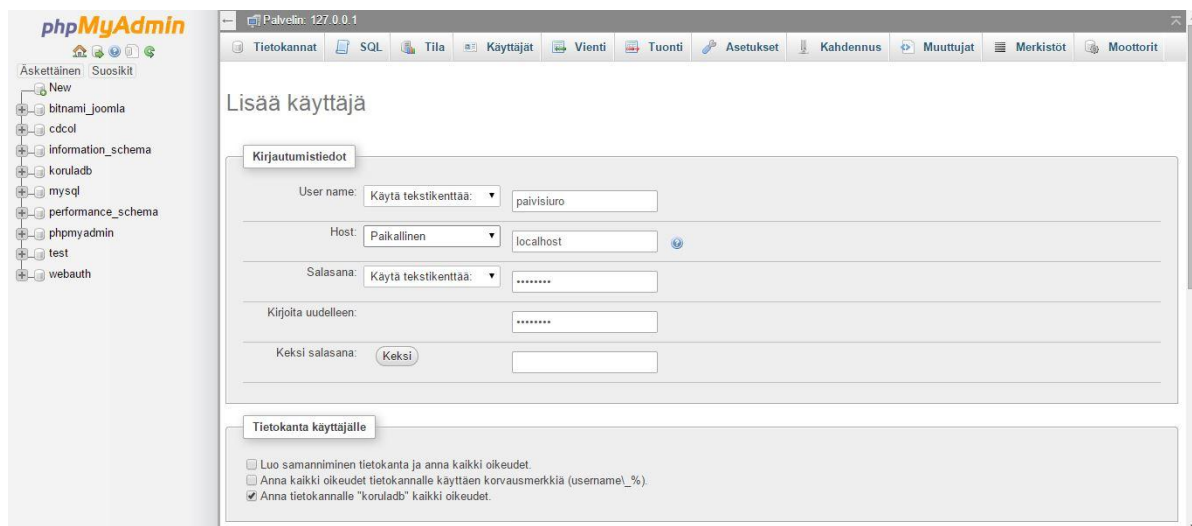 phpMyAdmin
Äskettäinen Suosikit
New
bitnami_joomla
cdcol
information_schema
koruladb
mysql
performance_schema
phpmyadmin
test
webauth
Palvelin: 127.0.0.1
Tietokannat SQL Tila Käyttäjät Vienti Tuonti Asetukset Kahdennus Muuttujat Merkistöt Moottorit
Lisää käyttäjä
Kirjautumistiedot
User name: Käytä tekstikenttää: paivisiuro
Host: Paikallinen localhost
Salasana: Käytä tekstikenttää: ••••••••
Kirjoita uudelleen: ••••••••
Keksi salasana: Keksi
Tietokanta käyttäjälle
Luo samanniminen tietokanta ja anna kaikki oikeudet.
Anna kaikki oikeudet tietokannalle käyttäen korvausmerkkiä (username\_%).
Anna tietokannalle "koruladb" kaikki oikeudet.